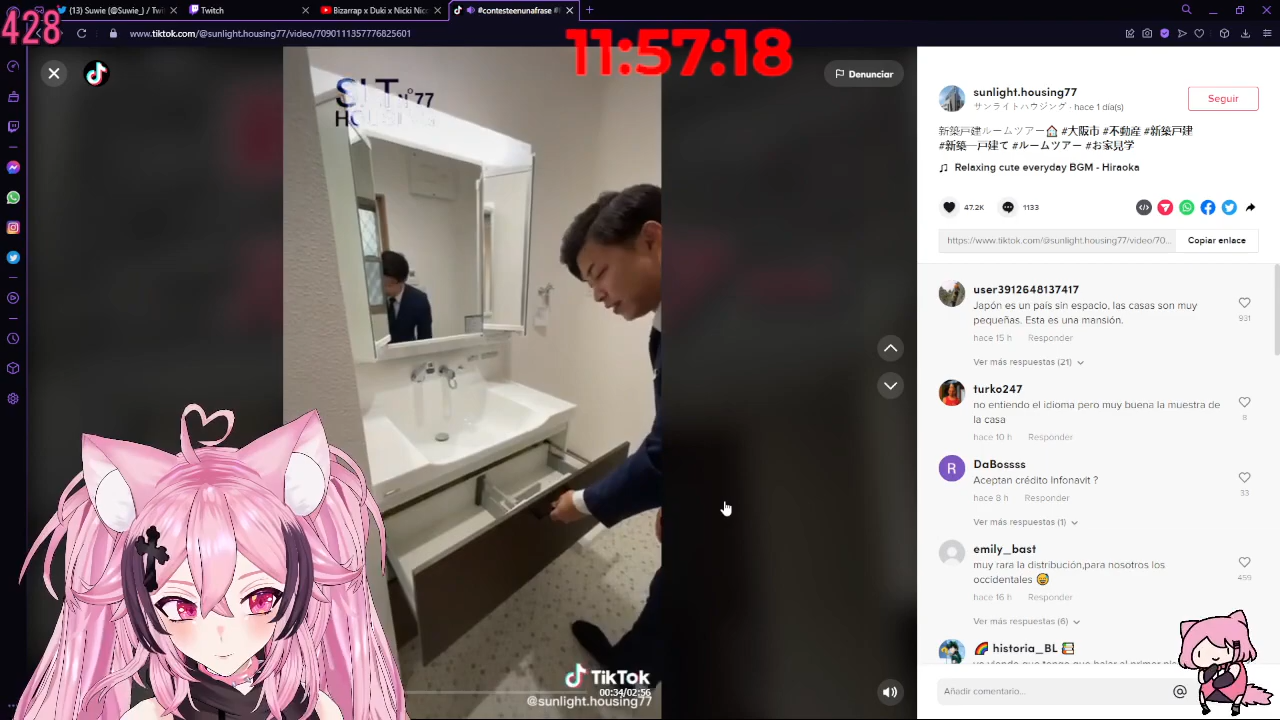 (13) Suwie (@Suwie_) / Twitter
Twitch
Bizarrap x Duki x Nicki Nico
#contesteenunafrase #
428
www.tiktok.com/@sunlight.housing77/video/7090111357776825601
11:57:18
Denunciar
SLT n°77
HOUSING
sunlight.housing77
サンライトハウジング · hace 1 día(s)
Seguir
新築戸建ルームツアー🏠 #大阪市 #不動産 #新築戸建
#新築一戸建て #ルームツアー #お家見学
Relaxing cute everyday BGM - Hiraoka
47.2K
1133
https://www.tiktok.com/@sunlight.housing77/video/70...
Copiar enlace
user3912648137417
Japón es un país sin espacio, las casas son muy
pequeñas. Esta es una mansión.
931
hace 15 h Responder
Ver más respuestas (21)
turko247
no entiendo el idioma pero muy buena la muestra de
la casa
8
hace 10 h Responder
R
DaBossss
Aceptan crédito Infonavit ?
33
hace 8 h Responder
Ver más respuestas (1)
emily_bast
muy rara la distribución,para nosotros los
occidentales 😅
459
hace 16 h Responder
Ver más respuestas (6)
🌈 historia_BL
TikTok
00:34/02:56
@sunlight.housing77
Añadir comentario...